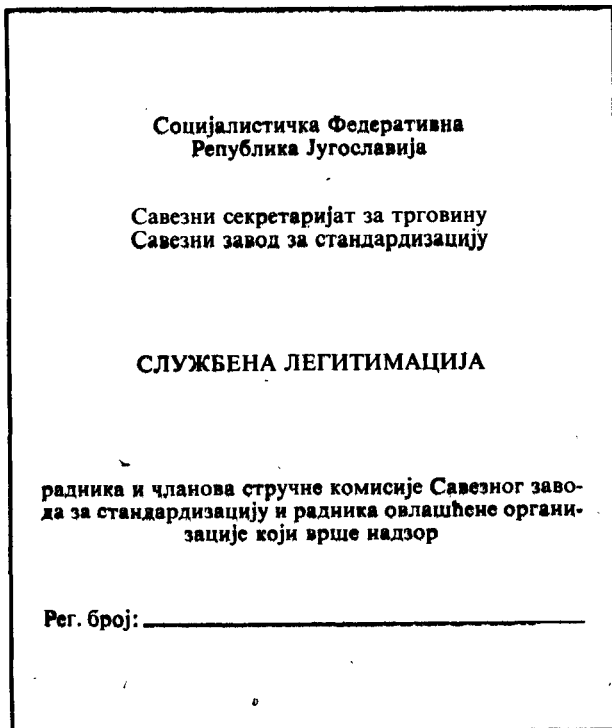 Социјалистичка Федеративна
Република Југославија
Савезни секретаријат за трговину
Савезни завод за стандардизацију
СЛУЖБЕНА ЛЕГИТИМАЦИЈА
радника и чланова стручне комисије Савезног заво-
да за стандардизацију и радника овлашћене органи-
зације који врше надзор
Рег. број: